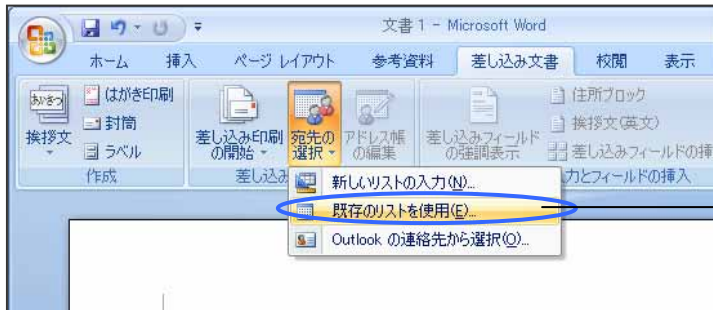 文書 1 - Microsoft Word
ホーム 挿入 ページ レイアウト 参考資料 差し込み文書 校閲 表示
あいさつ
挨拶文
はがき印刷
封筒
ラベル
作成
差し込み印刷の開始
宛先の選択
アドレス帳の編集
差し込み
差し込みフィールドの強調表示
住所ブロック
挨拶文(英文)
差し込みフィールドの挿
力とフィールドの挿入
新しいリストの入力(N)...
既存のリストを使用(E)...
Outlook の連絡先から選択(O)...